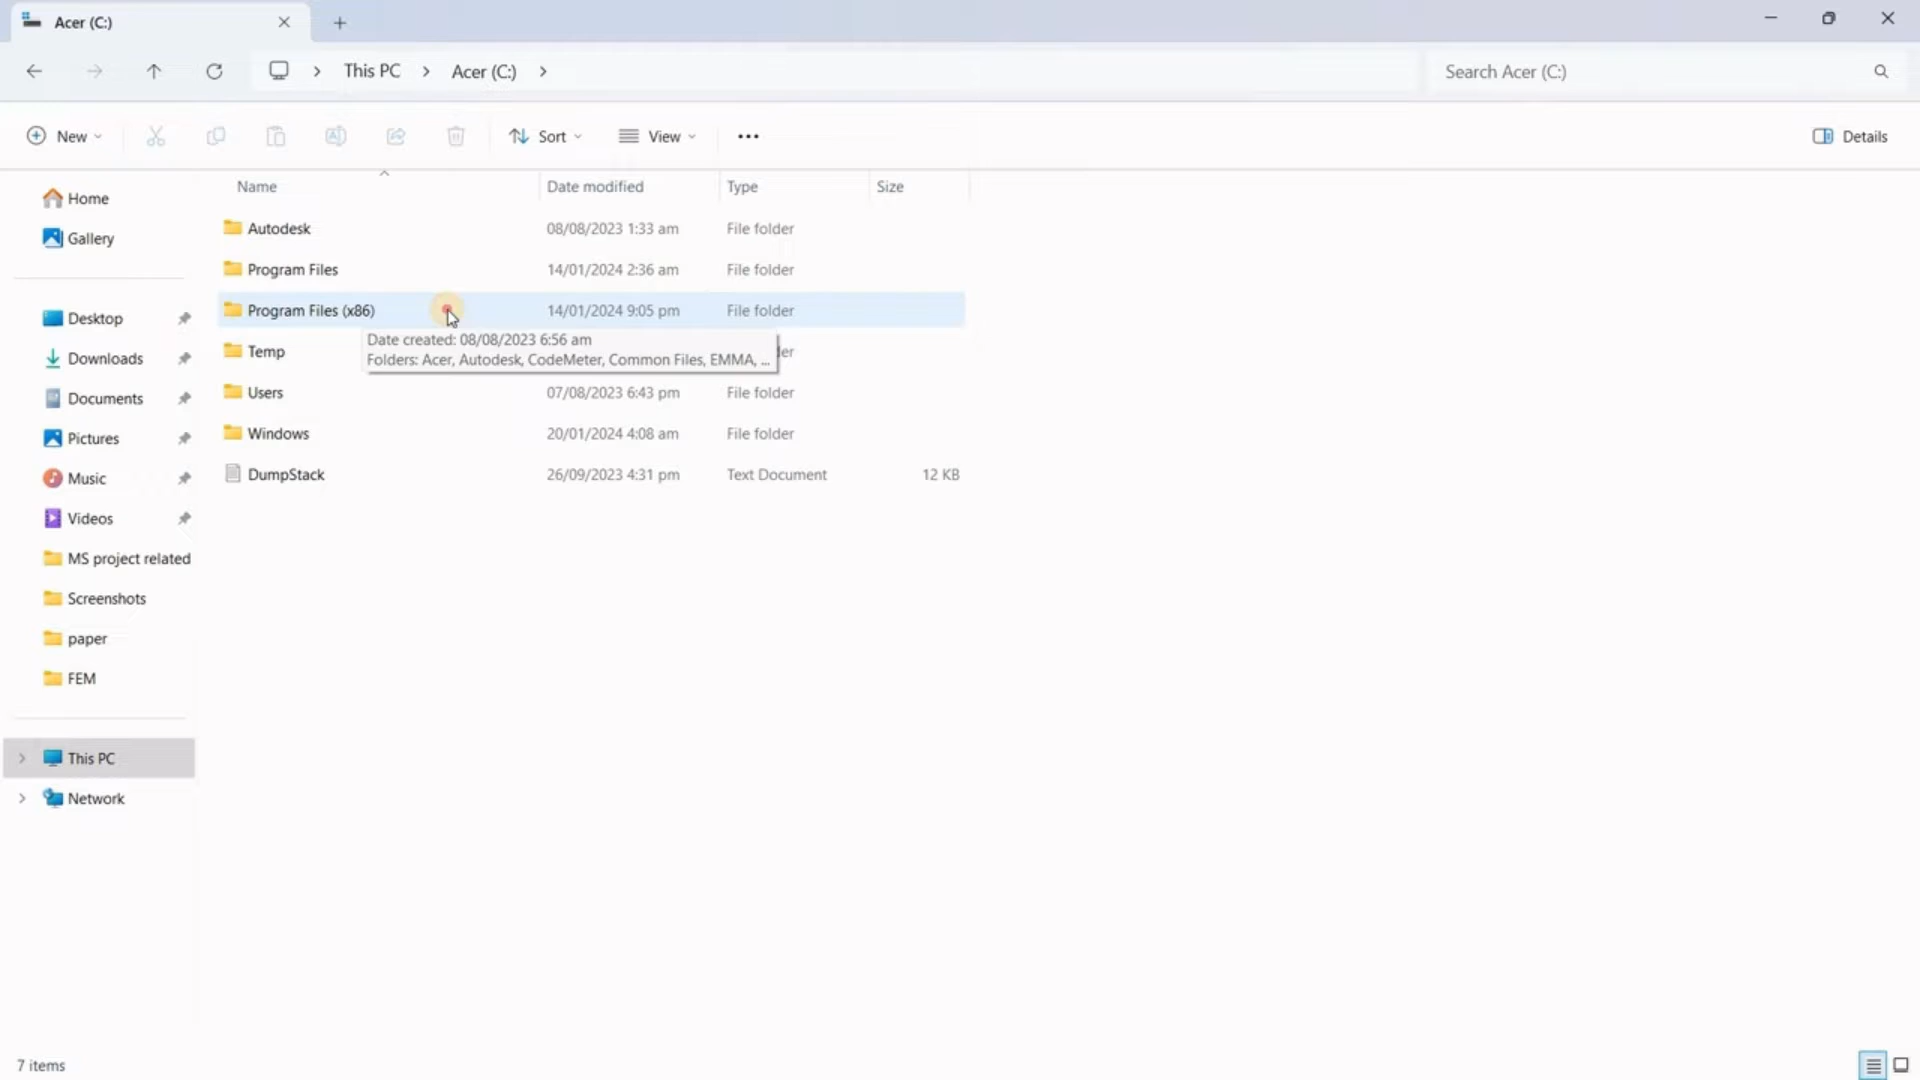 Acer (C:)
This PC
Acer (C:)
Search Acer (C:)
New
Sort
View
Details
Name
Date modified
Type
Size
Home
Gallery
Desktop
Downloads
Documents
Pictures
Music
Videos
MS project related
Screenshots
paper
FEM
This PC
Network
Autodesk 08/08/2023 1:33 am File folder
Program Files 14/01/2024 2:36 am File folder
Program Files (x86) 14/01/2024 9:05 pm File folder
Date created: 08/08/2023 6:56 am
Folders: Acer, Autodesk, CodeMeter, Common Files, EMMA, ...
Temp
Users 07/08/2023 6:43 pm File folder
Windows 20/01/2024 4:08 am File folder
DumpStack 26/09/2023 4:31 pm Text Document 12 KB
7 items